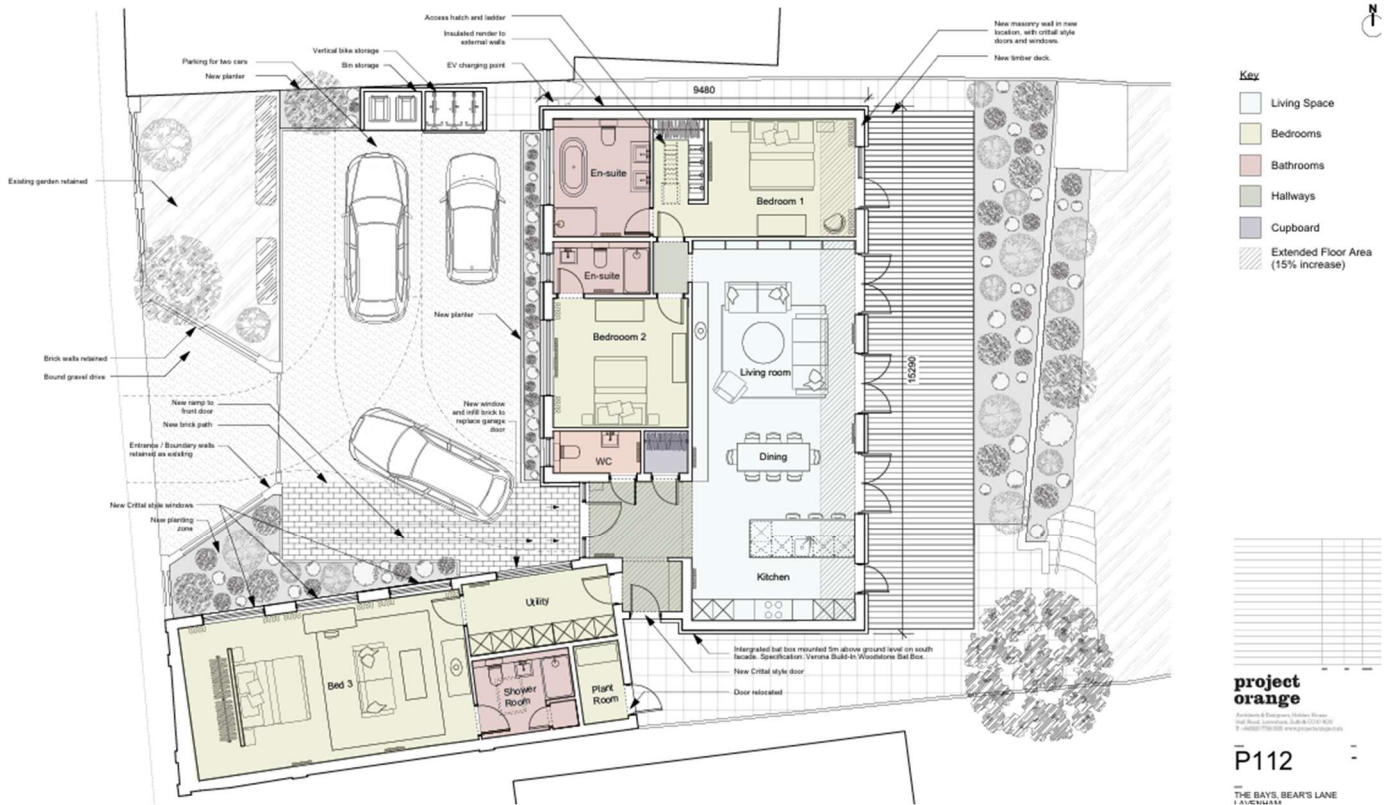 Access hatch and ladder
Insulated render to
external walls
Vertical bike storage
Parking for two cars
Bin storage
EV charging point
New planter
New masonry wall in new
location, with crittall style
doors and windows.
New timber deck.
N
9480
Key
Living Space
Bedrooms
Bathrooms
Hallways
Cupboard
Extended Floor Area
(15% increase)
Existing garden retained
En-suite
Bedroom 1
En-suite
New planter
Bedrooom 2
Living room
15290
Brick walls retained
Bound gravel drive
New ramp to
front door
New brick path
Entrance / Boundary walls
retained as existing
New window
and infill brick to
replace garage
door
WC
Dining
New Crittal style windows
New planting
zone
Kitchen
Utility
Bed 3
Shower
Room
Plant
Room
Intergrated bat box mounted 5m above ground level on south
facade. Specification: Verona Build-In Woodstone Bat Box.
New Crittal style door
Door relocated
project
orange
P112
THE BAYS, BEAR'S LANE
LAVENHAM